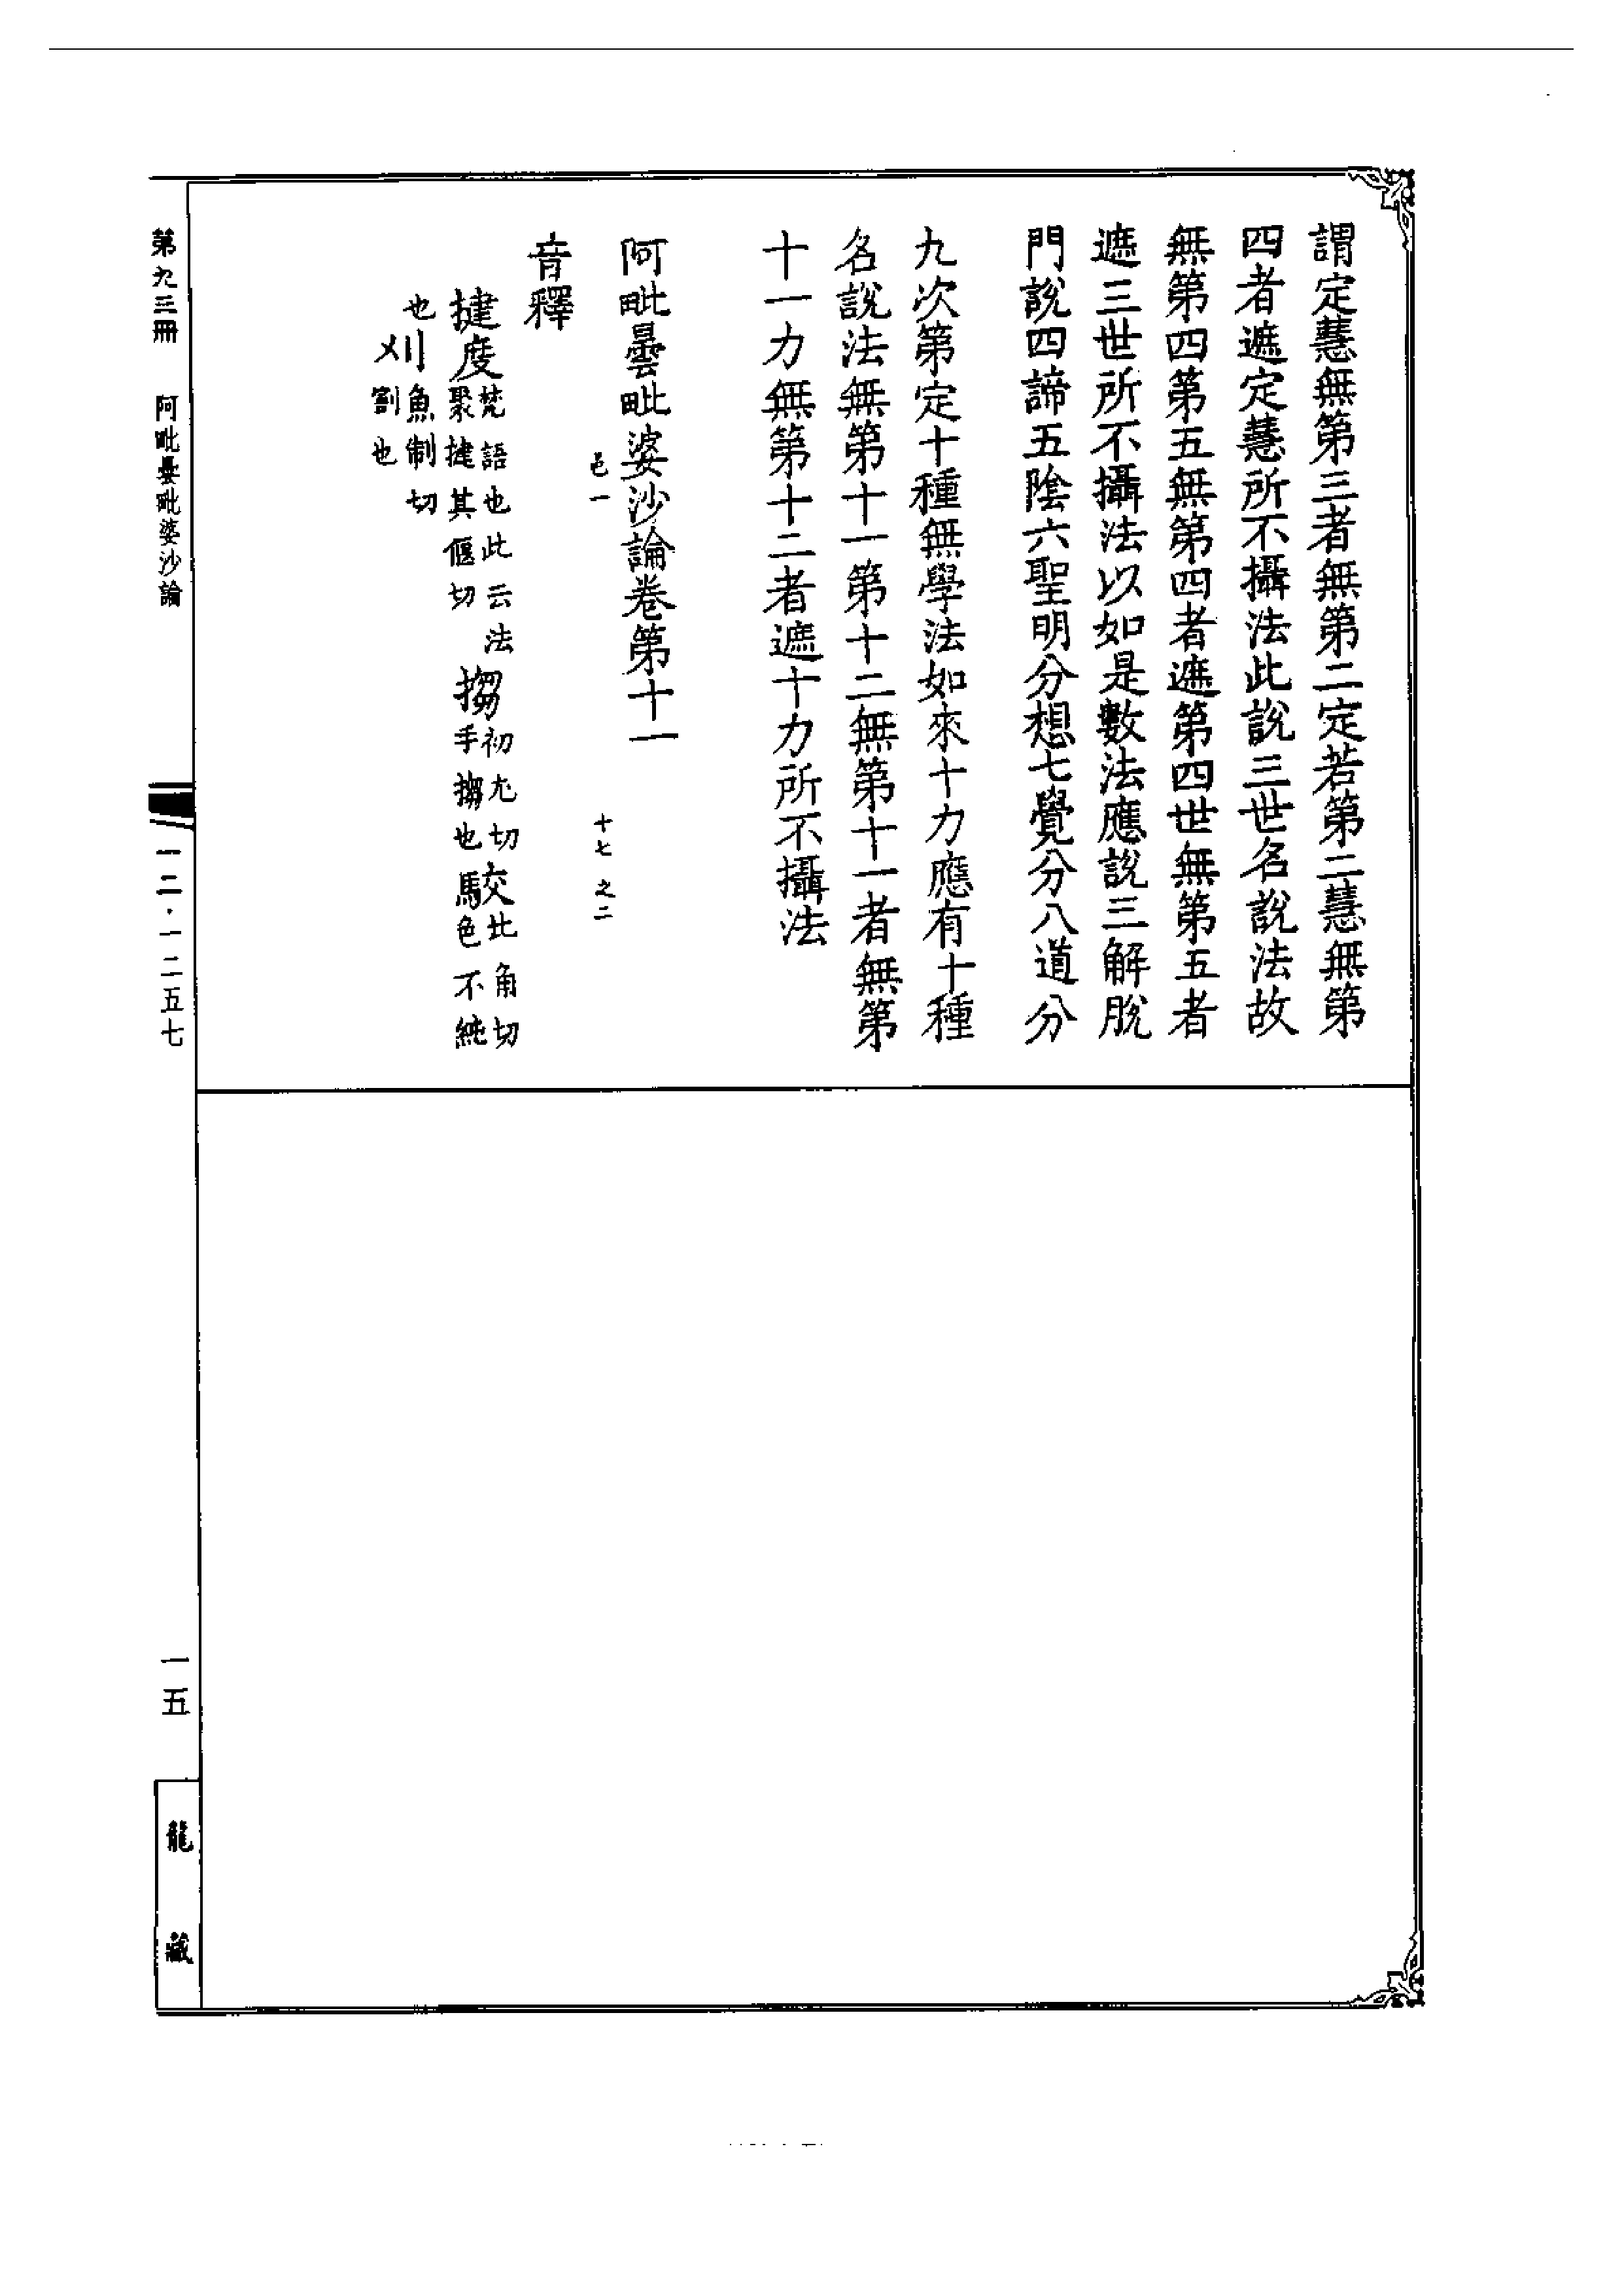 謂定慧無第三者無第二定若第二慧無第
四者遮定慧所不攝法此說三世名說法故
無第四第五無第四者遮第四世無第五者
遮三世所不攝法以如是數法應說三解脫
門說四諦五陰六聖明分想七覺分八道分
九次第定十種無學法如來十力應有十種
名說法無第十一第十二無第十一者無第
十一力無第十二者遮十力所不攝法
阿毗曇毗婆沙論卷第十一
邑一 十七之二
音釋
揵度梵語也此云法聚揵其偃切 搊初尤切手搊也 駮北角切馬色不純
也 刈魚制切割也
第九三冊 阿毗曇毗婆沙論
一二·一二五七
一五
龍藏